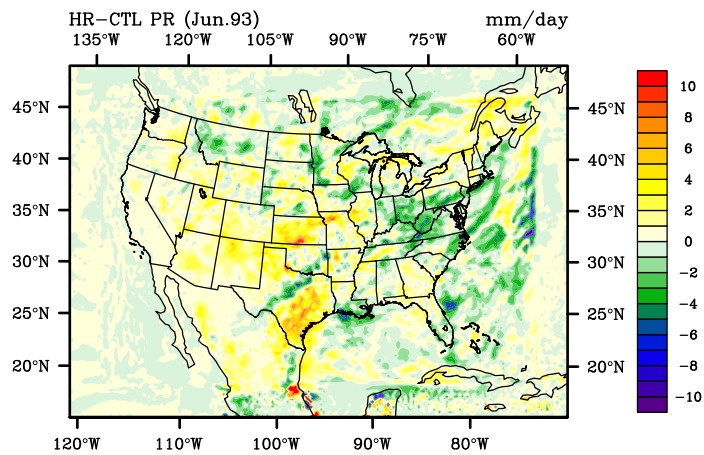 HR-CTL PR (Jun.93) mm/day
135°W 120°W 105°W 90°W 75°W 60°W
45°N 45°N 10
40°N 40°N 8
6
35°N 35°N 4
2
30°N 30°N 0
-2
25°N 25°N -4
-6
20°N 20°N -8
-10
120°W 110°W 100°W 90°W 80°W